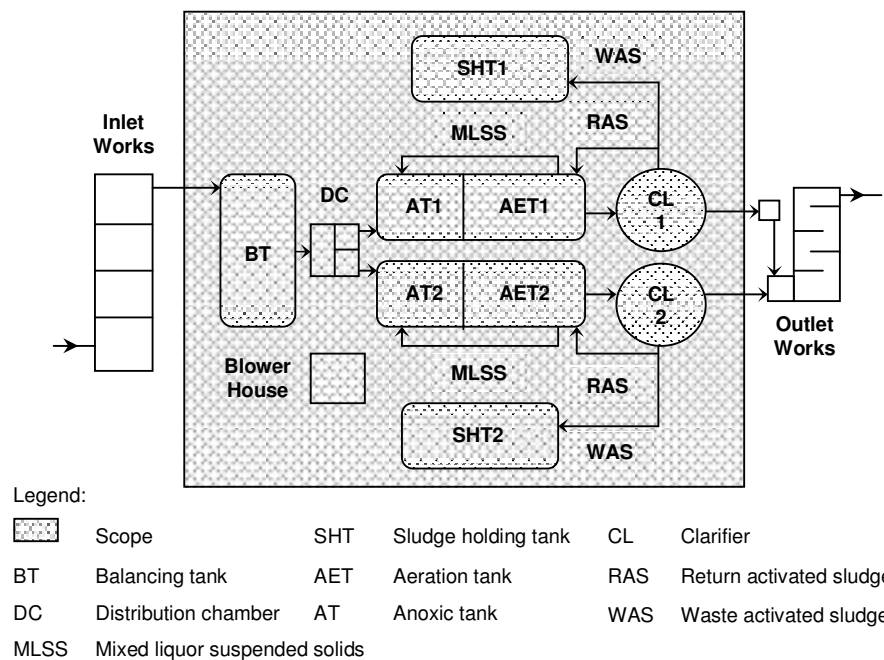 SHT1
WAS
Inlet
Works
MLSS
RAS
DC
BT
AT1
AET1
CL
1
AT2
AET2
CL
2
Outlet
Works
Blower
House
MLSS
RAS
SHT2
WAS
Legend:
Scope SHT Sludge holding tank CL Clarifier
BT Balancing tank AET Aeration tank RAS Return activated sludge
DC Distribution chamber AT Anoxic tank WAS Waste activated sludge
MLSS Mixed liquor suspended solids